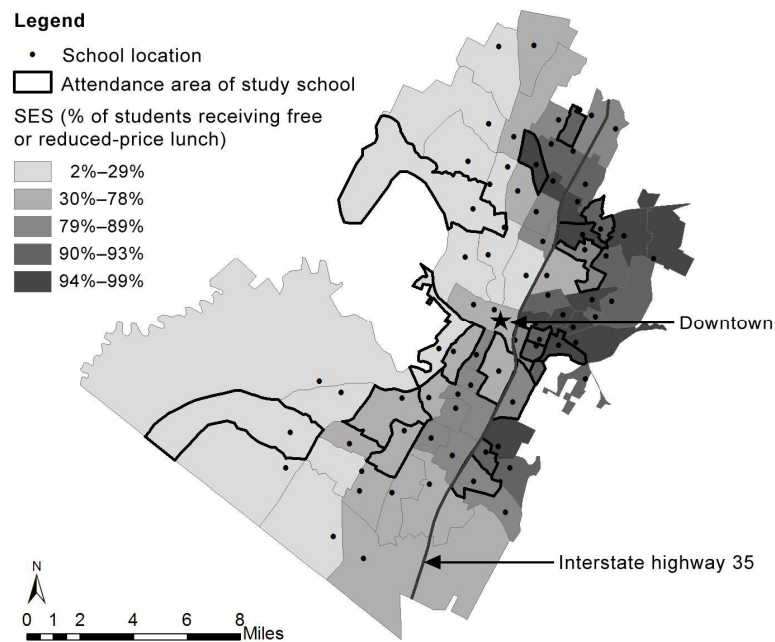 Legend
School location
Attendance area of study school
SES (% of students receiving free
or reduced-price lunch)
2%–29%
30%–78%
79%–89%
90%–93%
94%–99%
Downtown
Interstate highway 35
N
0 1 2 4 6 8
Miles